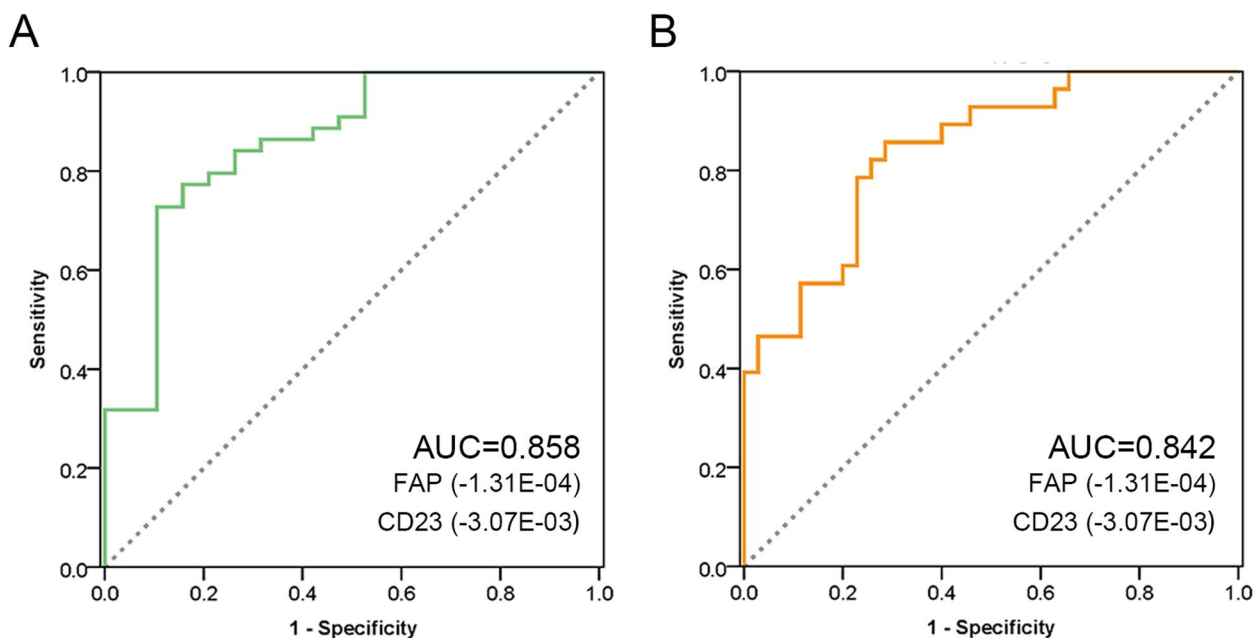 A
1.0
0.8
0.6
0.4
0.2
0.0
Sensitivity
0.0 0.2 0.4 0.6 0.8 1.0
1 - Specificity
AUC=0.858
FAP (-1.31E-04)
CD23 (-3.07E-03)
B
1.0
0.8
0.6
0.4
0.2
0.0
Sensitivity
0.0 0.2 0.4 0.6 0.8 1.0
1 - Specificity
AUC=0.842
FAP (-1.31E-04)
CD23 (-3.07E-03)